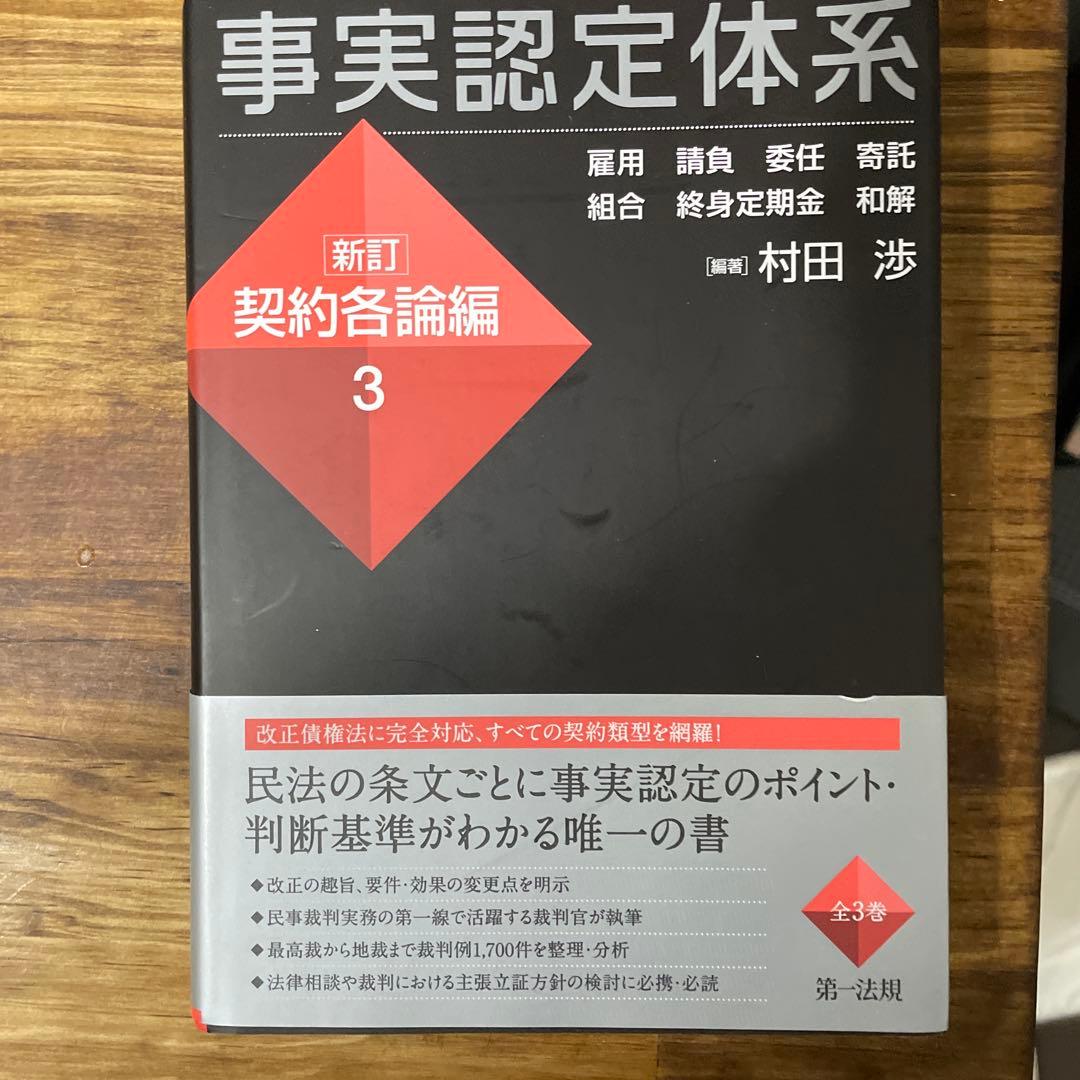 事実認定体系
雇用 請負 委任 寄託
組合 終身定期金 和解
[編著] 村田 渉
新訂
契約各論編
3
改正債権法に完全対応、すべての契約類型を網羅!
民法の条文ごとに事実認定のポイント・
判断基準がわかる唯一の書
◆改正の趣旨、要件・効果の変更点を明示
◆民事裁判実務の第一線で活躍する裁判官が執筆
◆最高裁から地裁まで裁判例1,700件を整理・分析
◆法律相談や裁判における主張立証方針の検討に必携・必読
全3巻
第一法規